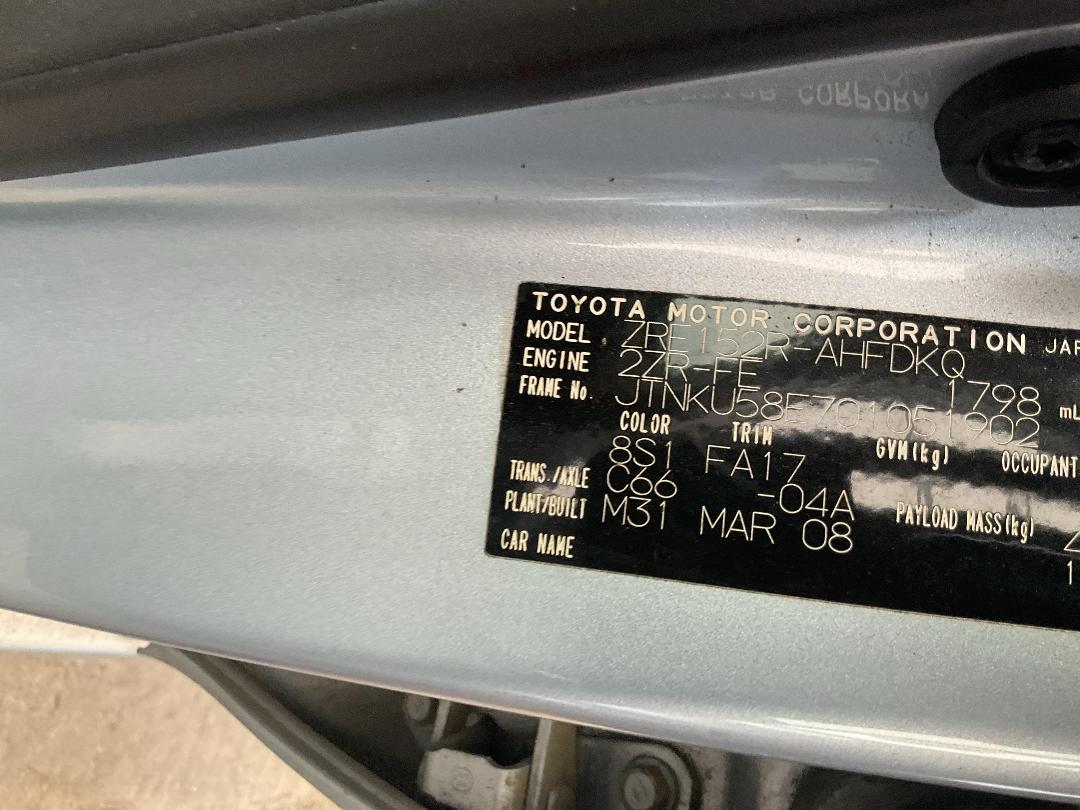 TOYOTA MOTOR CORPORATION
MODEL ZRE152R-AHFDKQ
ENGINE 2ZR-FE 1798 mL
FRAME No. JTNKU58E701051902
COLOR TRIM GVM(kg) OCCUPANT
8S1 FA17
TRANS./AXLE C66 -04A PAYLOAD MASS(kg)
PLANT/BUILT M31 MAR 08
CAR NAME